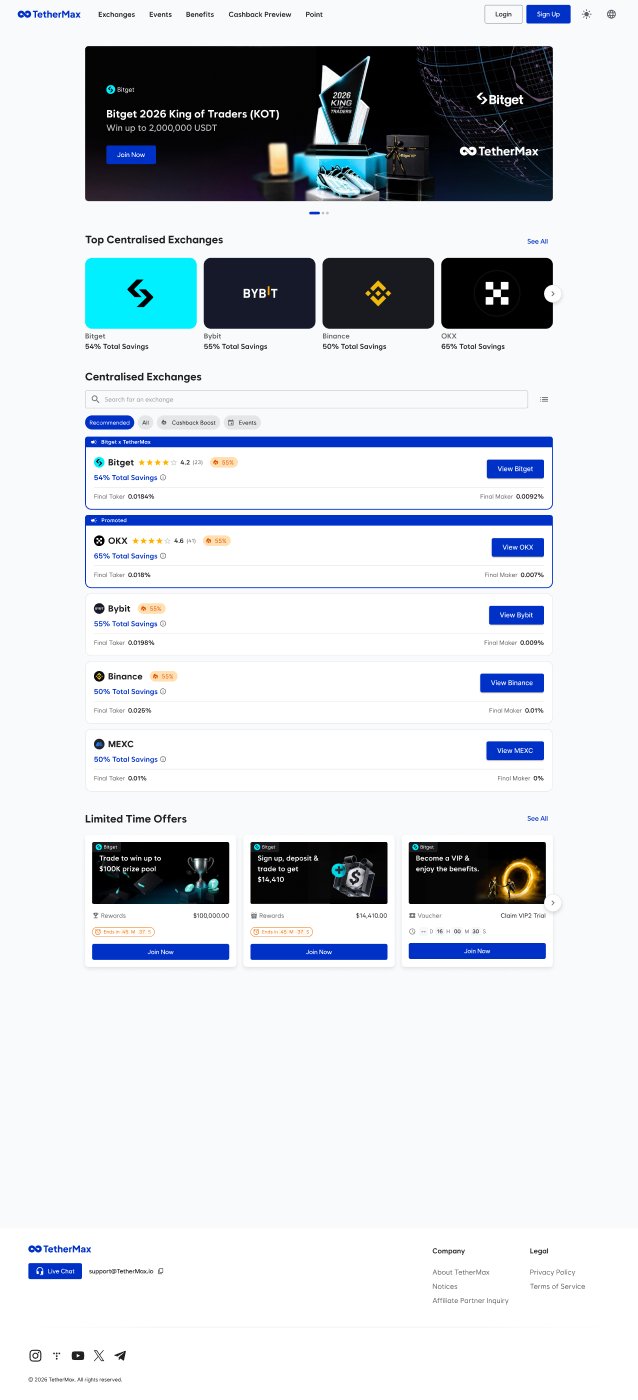 TetherMax
Exchanges
Events
Benefits
Cashback Preview
Point
Login
Sign Up
Bitget
Bitget 2026 King of Traders (KOT)
Win up to 2,000,000 USDT
Join Now
2026
KING
OF
TRADERS
Bitget
TetherMax
Top Centralised Exchanges
See All
BYBIT
Bitget
54% Total Savings
Bybit
55% Total Savings
Binance
50% Total Savings
OKX
65% Total Savings
Centralised Exchanges
Search for an exchange
Recommended
All
Cashback Boost
Events
Bitget x TetherMax
Bitget 4.2 (23) 55%
View Bitget
54% Total Savings
Final Taker 0.0184%
Final Maker 0.0092%
Promoted
OKX 4.6 (41) 55%
View OKX
65% Total Savings
Final Taker 0.018%
Final Maker 0.007%
Bybit 55%
View Bybit
55% Total Savings
Final Taker 0.0198%
Final Maker 0.009%
Binance 55%
View Binance
50% Total Savings
Final Taker 0.025%
Final Maker 0.01%
MEXC
View MEXC
50% Total Savings
Final Taker 0.01%
Final Maker 0%
Limited Time Offers
See All
Bitget
Trade to win up to
$100K prize pool
Rewards
$100,000.00
Ends in 45 M 37 S
Join Now
Bitget
Sign up, deposit &
trade to get
$14,410
Rewards
$14,410.00
Ends in 45 M 37 S
Join Now
Bitget
Become a VIP &
enjoy the benefits.
Voucher
Claim VIP2 Trial
-- D 16 H 00 M 30 S
Join Now
TetherMax
Live Chat
support@TetherMax.io
Company
About TetherMax
Notices
Affiliate Partner Inquiry
Legal
Privacy Policy
Terms of Service
© 2026 TetherMax. All rights reserved.